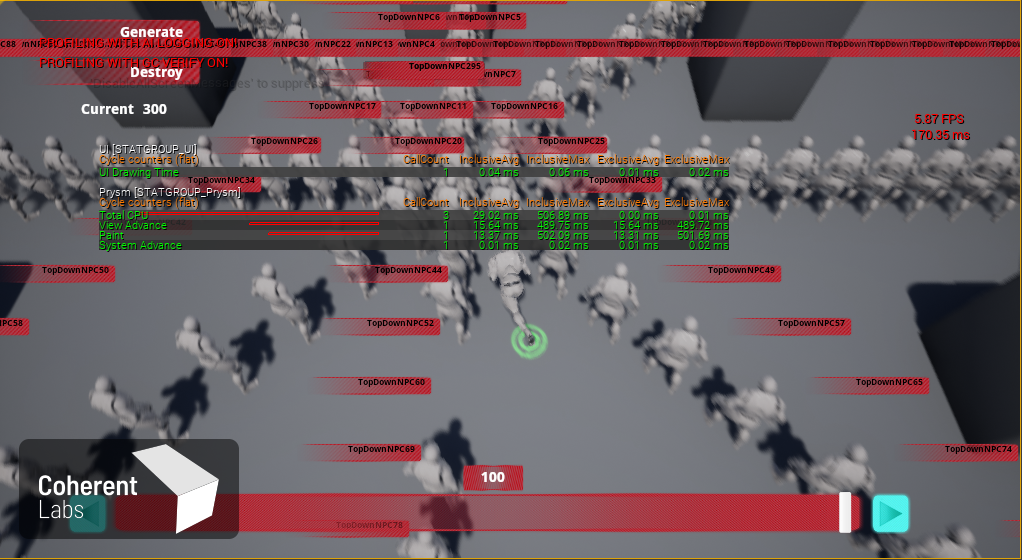 TopDownNPC6 TopDownNPC5
Generate
PROFILING WITH AI LOGGING ON!
PROFILING WITH GC VERIFY ON!
TopDownNPC295
Destroy
Current 300
TopDownNPC17 TopDownNPC11 TopDownNPC16
5.87 FPS
170.35 ms
TopDownNPC26 TopDownNPC20 TopDownNPC25
UI [STATGROUP_UI]
Cycle counters (flat) CallCount InclusiveAvg InclusiveMax ExclusiveAvg ExclusiveMax
UI Drawing Time 1 0.04 ms 0.06 ms 0.01 ms 0.02 ms
TopDownNPC34 TopDownNPC33
Prysm [STATGROUP_Prysm]
Cycle counters (flat) CallCount InclusiveAvg InclusiveMax ExclusiveAvg ExclusiveMax
Total CPU 3 29.02 ms 506.89 ms 0.00 ms 0.01 ms
View Advance 1 15.64 ms 489.75 ms 15.64 ms 489.72 ms
Paint 1 13.37 ms 502.09 ms 13.31 ms 501.69 ms
System Advance 1 0.01 ms 0.02 ms 0.01 ms 0.02 ms
TopDownNPC50 TopDownNPC44 TopDownNPC49
TopDownNPC52 TopDownNPC57
TopDownNPC60 TopDownNPC65
TopDownNPC69 TopDownNPC74
100
Coherent
Labs
TopDownNPC78